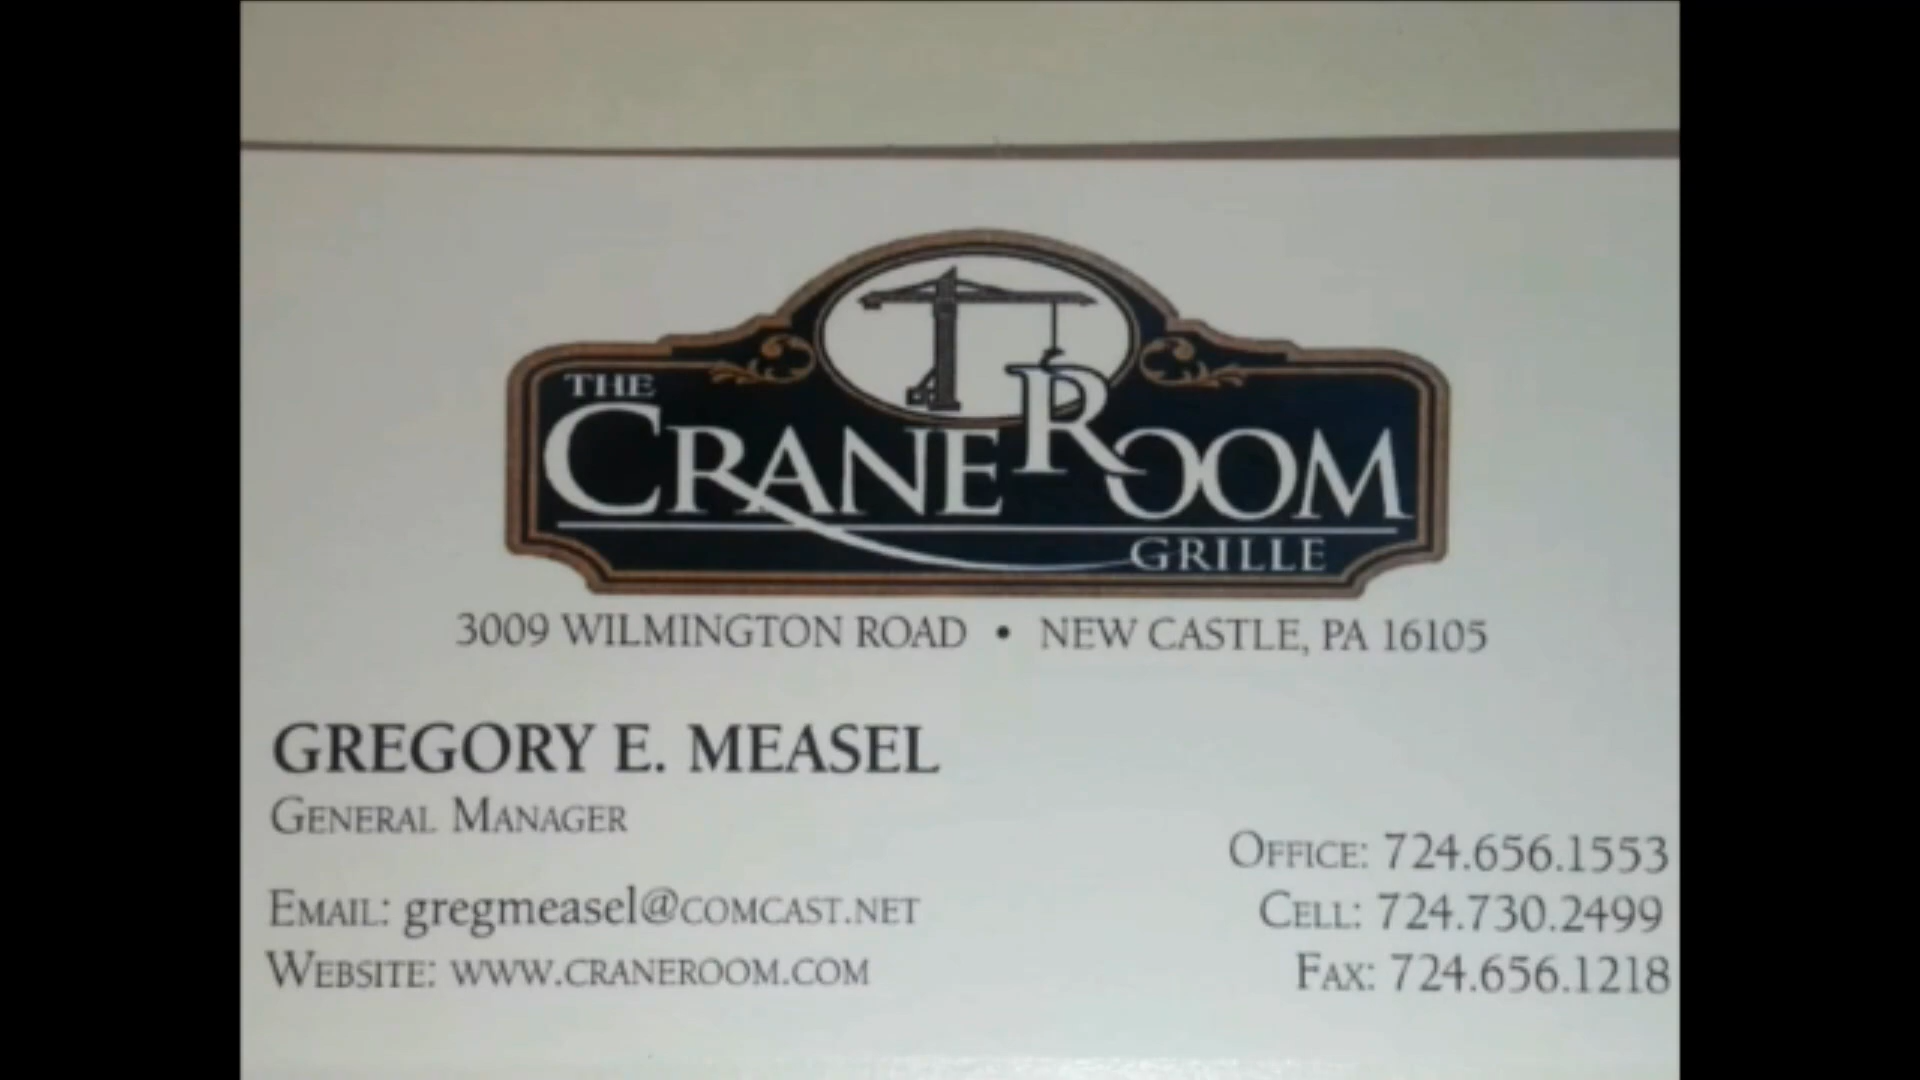 THE
CRANE ROOM
GRILLE
3009 WILMINGTON ROAD • NEW CASTLE, PA 16105
GREGORY E. MEASEL
GENERAL MANAGER
EMAIL: gregmeasel@COMCAST.NET
WEBSITE: WWW.CRANEROOM.COM
OFFICE: 724.656.1553
CELL: 724.730.2499
FAX: 724.656.1218